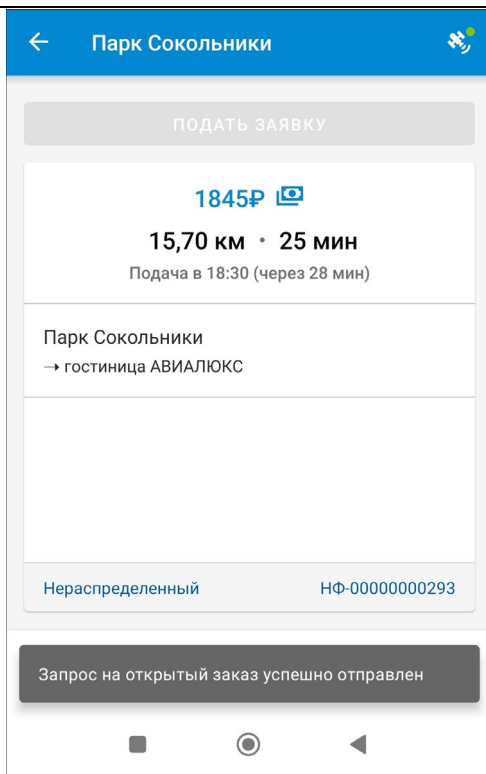 Парк Сокольники
ПОДАТЬ ЗАЯВКУ
1845₽
15,70 км • 25 мин
Подача в 18:30 (через 28 мин)
Парк Сокольники
→ гостиница АВИАЛЮКС
Нераспределенный НФ-00000000293
Запрос на открытый заказ успешно отправлен